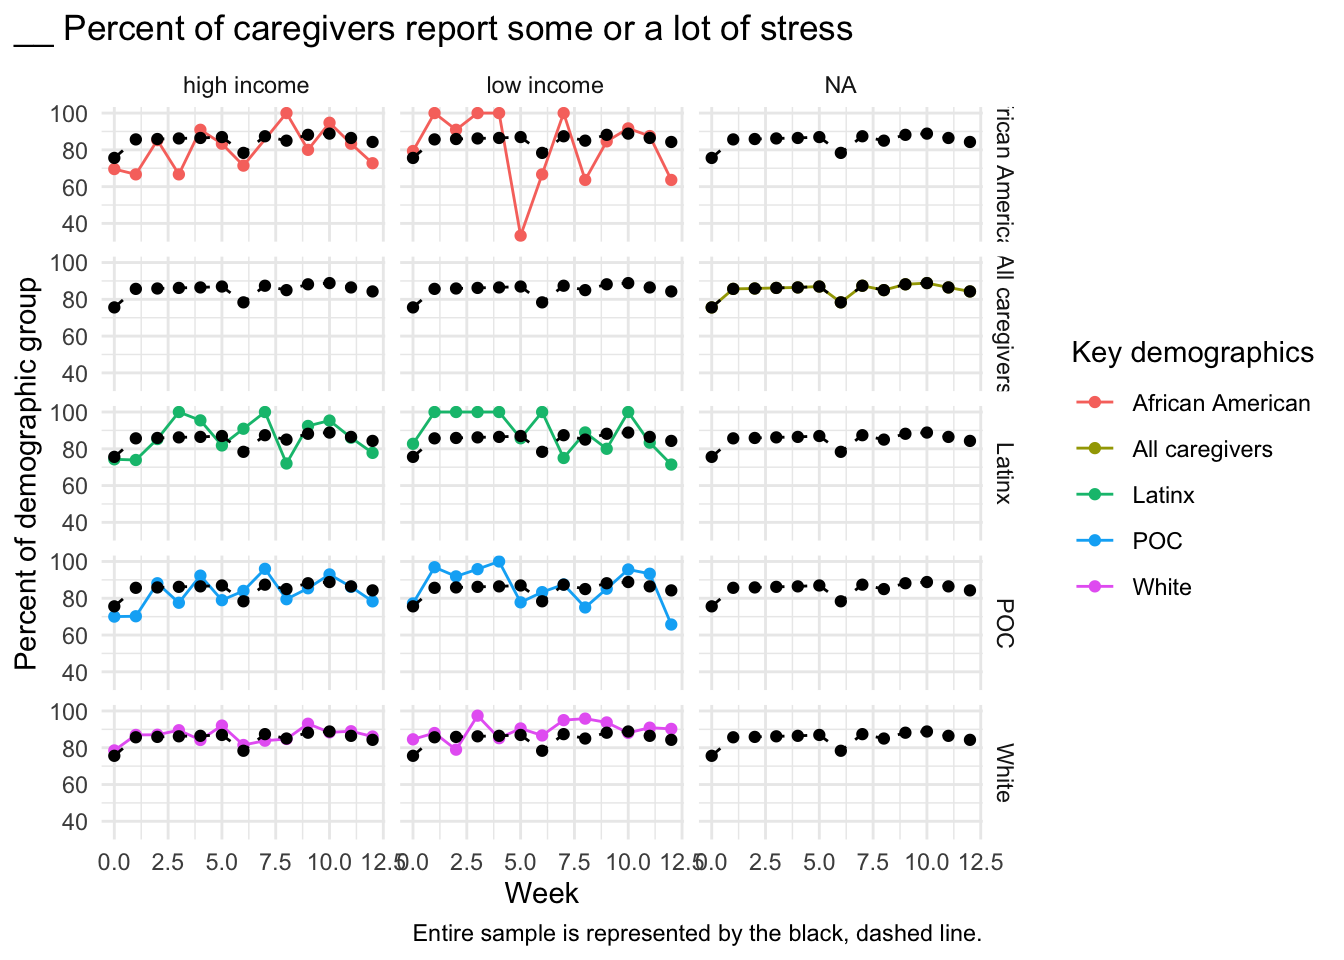 __ Percent of caregivers report some or a lot of stress
high income
low income
NA
100
80
60
40
rican America
100
80
60
40
All caregivers
100
80
60
40
Latinx
100
80
60
40
POC
100
80
60
40
White
0.0 2.5 5.0 7.5 10.0 12.5
0.0 2.5 5.0 7.5 10.0 12.5
0.0 2.5 5.0 7.5 10.0 12.5
Week
Percent of demographic group
Key demographics
African American
All caregivers
Latinx
POC
White
Entire sample is represented by the black, dashed line.